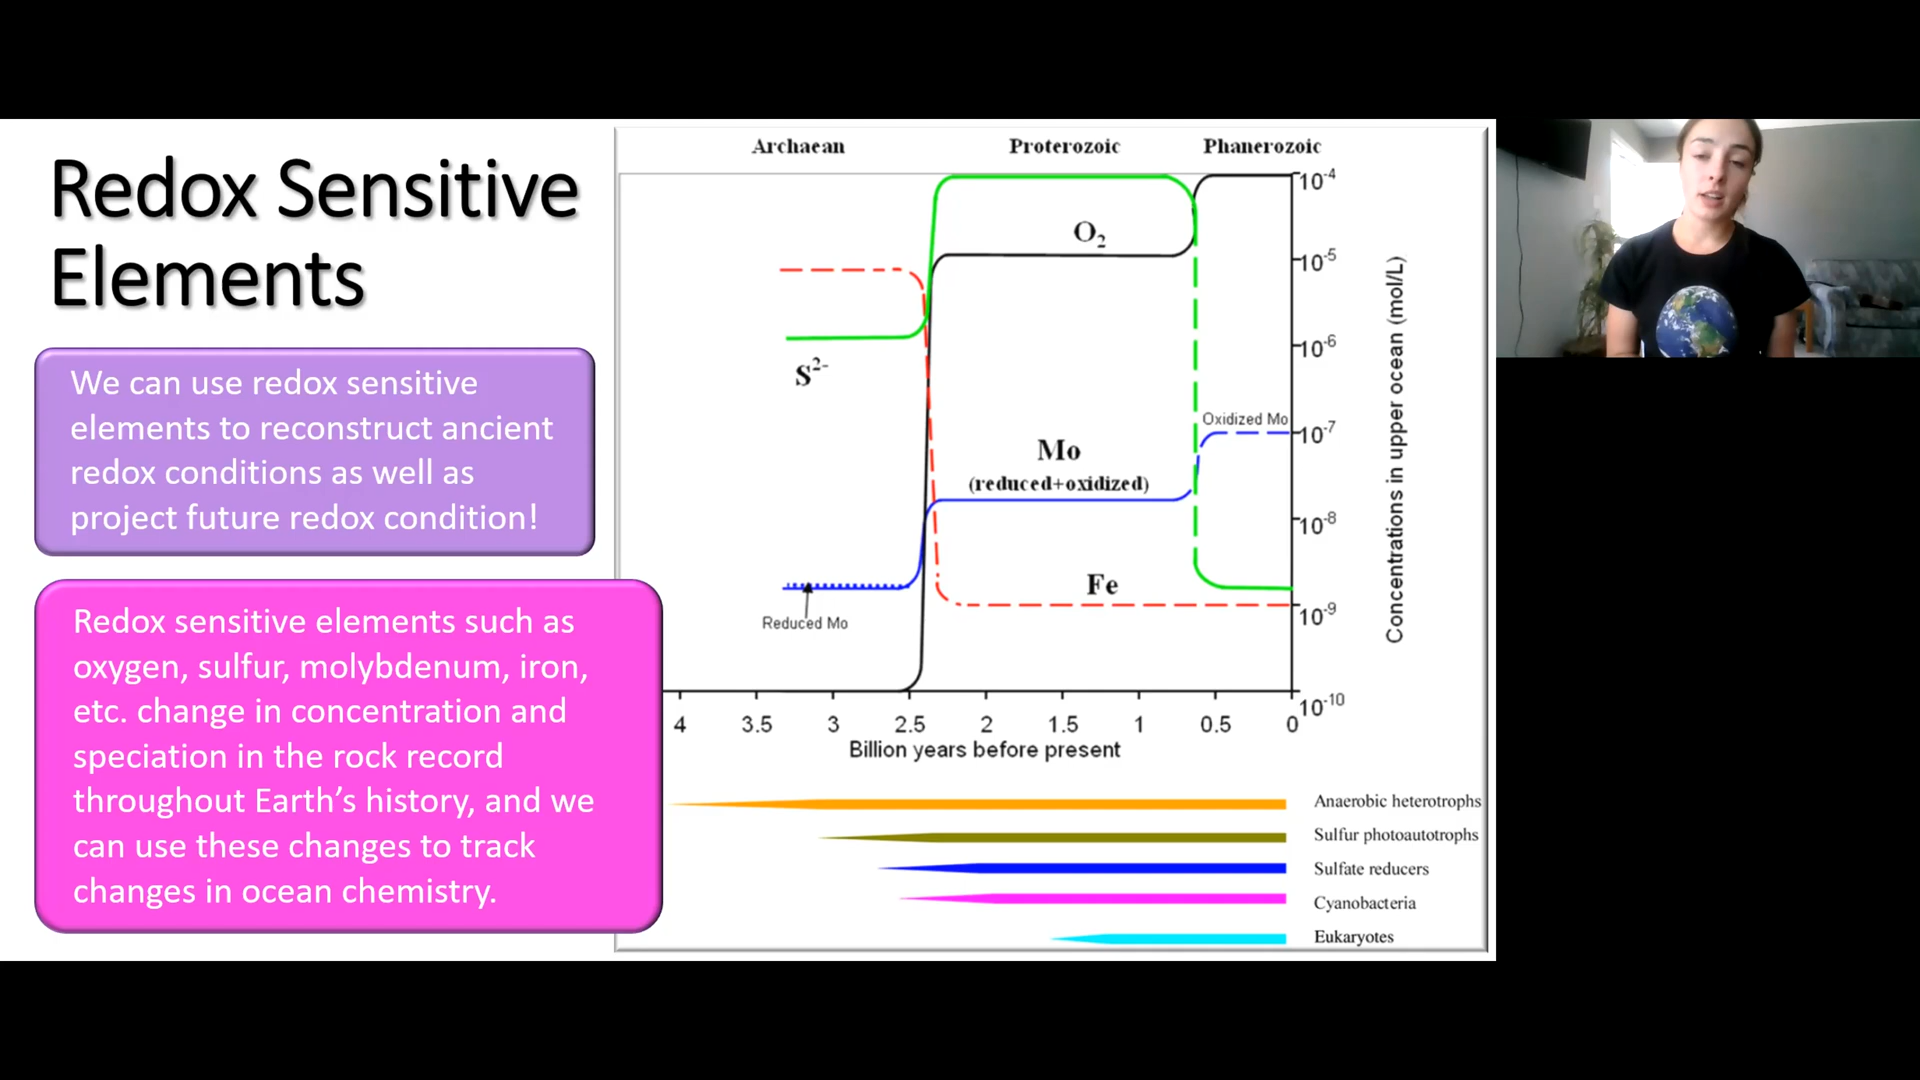 Redox Sensitive
Elements
We can use redox sensitive
elements to reconstruct ancient
redox conditions as well as
project future redox condition!
Redox sensitive elements such as
oxygen, sulfur, molybdenum, iron,
etc. change in concentration and
speciation in the rock record
throughout Earth’s history, and we
can use these changes to track
changes in ocean chemistry.
Archaean Proterozoic Phanerozoic
O2
S2-
Mo
(reduced+oxidized)
Oxidized Mo
Reduced Mo
Fe
10-4
10-5
10-6
10-7
10-8
10-9
10-10
Concentrations in upper ocean (mol/L)
4 3.5 3 2.5 2 1.5 1 0.5 0
Billion years before present
Anaerobic heterotrophs
Sulfur photoautotrophs
Sulfate reducers
Cyanobacteria
Eukaryotes